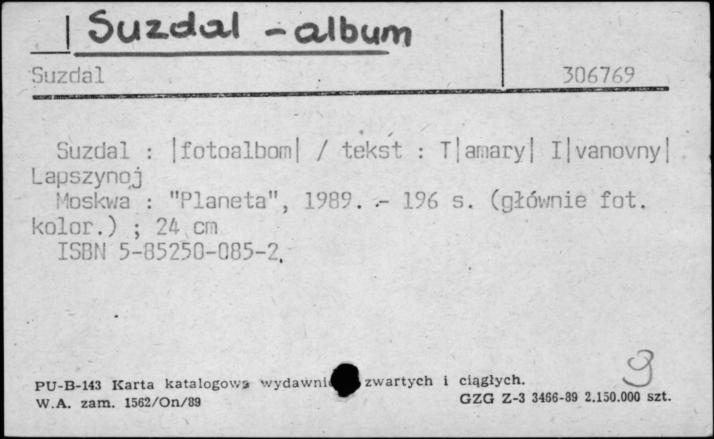 Suzdal - album
Suzdal 306769
Suzdal : |fotoalbom| / tekst : T|amary| I|vanovny|
Lapszynoj
Moskwa : "Planeta", 1989. - 196 s. (głównie fot.
kolor.) ; 24 cm
ISBN 5-85250-085-2.
9
PU-B-143 Karta katalogowa zwartych i ciągłych.
W.A. zam. 1562/On/89 GZG Z-3 3466-89 2.150.000 szt.